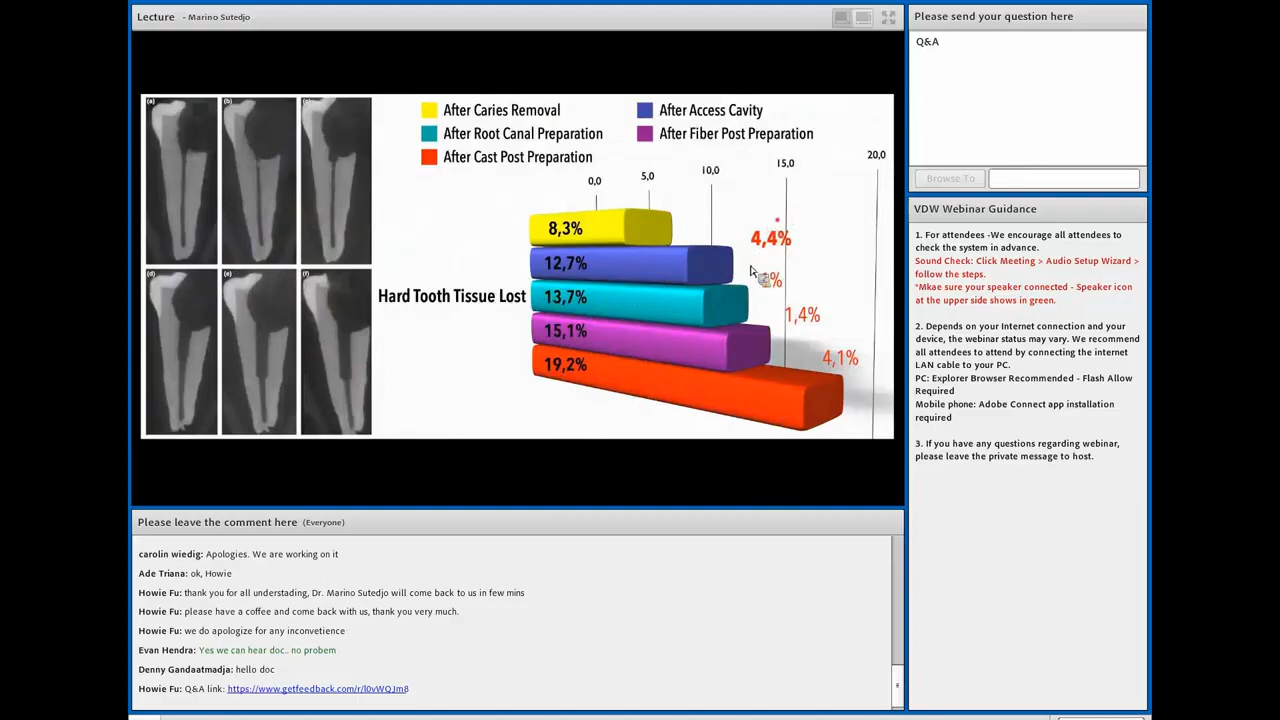 Lecture - Marino Sutedjo
(a)
(b)
After Caries Removal
After Access Cavity
After Root Canal Preparation
After Fiber Post Preparation
After Cast Post Preparation
0,0
5,0
10,0
15,0
20,0
8,3%
4,4%
12,7%
%
Hard Tooth Tissue Lost
13,7%
1,4%
15,1%
4,1%
19,2%
(d)
(e)
(f)
Please leave the comment here (Everyone)
carolin wiedig: Apologies. We are working on it
Ade Triana: ok, Howie
Howie Fu: thank you for all understading, Dr. Marino Sutedjo will come back to us in few mins
Howie Fu: please have a coffee and come back with us, thank you very much.
Howie Fu: we do apologize for any inconvetience
Evan Hendra: Yes we can hear doc.. no probem
Denny Gandaatmadja: hello doc
Howie Fu: Q&A link: https://www.getfeedback.com/r/l0vWQJm8
Please send your question here
Q&A
Browse To
VDW Webinar Guidance
1. For attendees -We encourage all attendees to
check the system in advance.
Sound Check: Click Meeting > Audio Setup Wizard >
follow the steps.
*Mkae sure your speaker connected - Speaker icon
at the upper side shows in green.
2. Depends on your Internet connection and your
device, the webinar status may vary. We recommend
all attendees to attend by connecting the internet
LAN cable to your PC.
PC: Explorer Browser Recommended - Flash Allow
Required
Mobile phone: Adobe Connect app installation
required
3. If you have any questions regarding webinar,
please leave the private message to host.